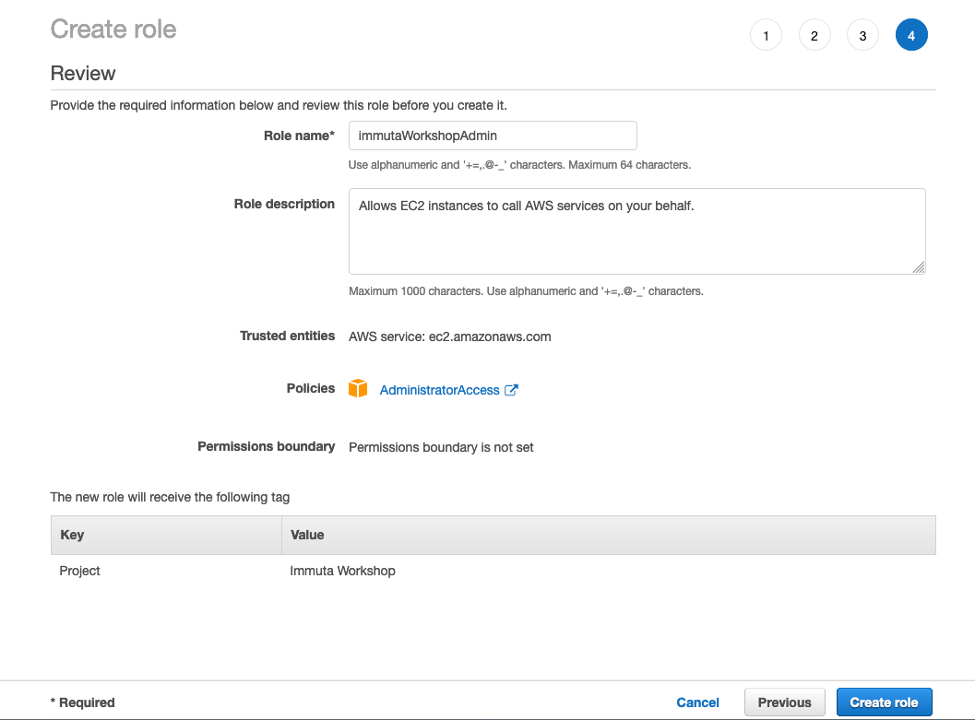 Create role
1 2 3 4
Review
Provide the required information below and review this role before you create it.
Role name* immutaWorkshopAdmin
Use alphanumeric and '+=,.@-_' characters. Maximum 64 characters.
Role description Allows EC2 instances to call AWS services on your behalf.
Maximum 1000 characters. Use alphanumeric and '+=,.@-_' characters.
Trusted entities AWS service: ec2.amazonaws.com
Policies AdministratorAccess
Permissions boundary Permissions boundary is not set
The new role will receive the following tag
Key Value
Project Immuta Workshop
* Required Cancel Previous Create role